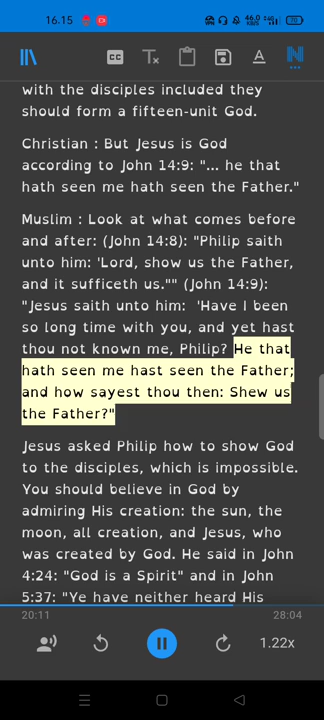 16.15
46.0
KB/S
70
CC
T×
A
N
with the disciples included they
should form a fifteen-unit God.
Christian : But Jesus is God
according to John 14:9: "... he that
hath seen me hath seen the Father."
Muslim : Look at what comes before
and after: (John 14:8): "Philip saith
unto him: 'Lord, show us the Father,
and it sufficeth us."" (John 14:9):
"Jesus saith unto him:  'Have I been
so long time with you, and yet hast
thou not known me, Philip? He that
hath seen me hast seen the Father;
and how sayest thou then: Shew us
the Father?"
Jesus asked Philip how to show God
to the disciples, which is impossible.
You should believe in God by
admiring His creation: the sun, the
moon, all creation, and Jesus, who
was created by God. He said in John
4:24: "God is a Spirit" and in John
5:37: "Ye have neither heard His
20:11
28:04
1.22x